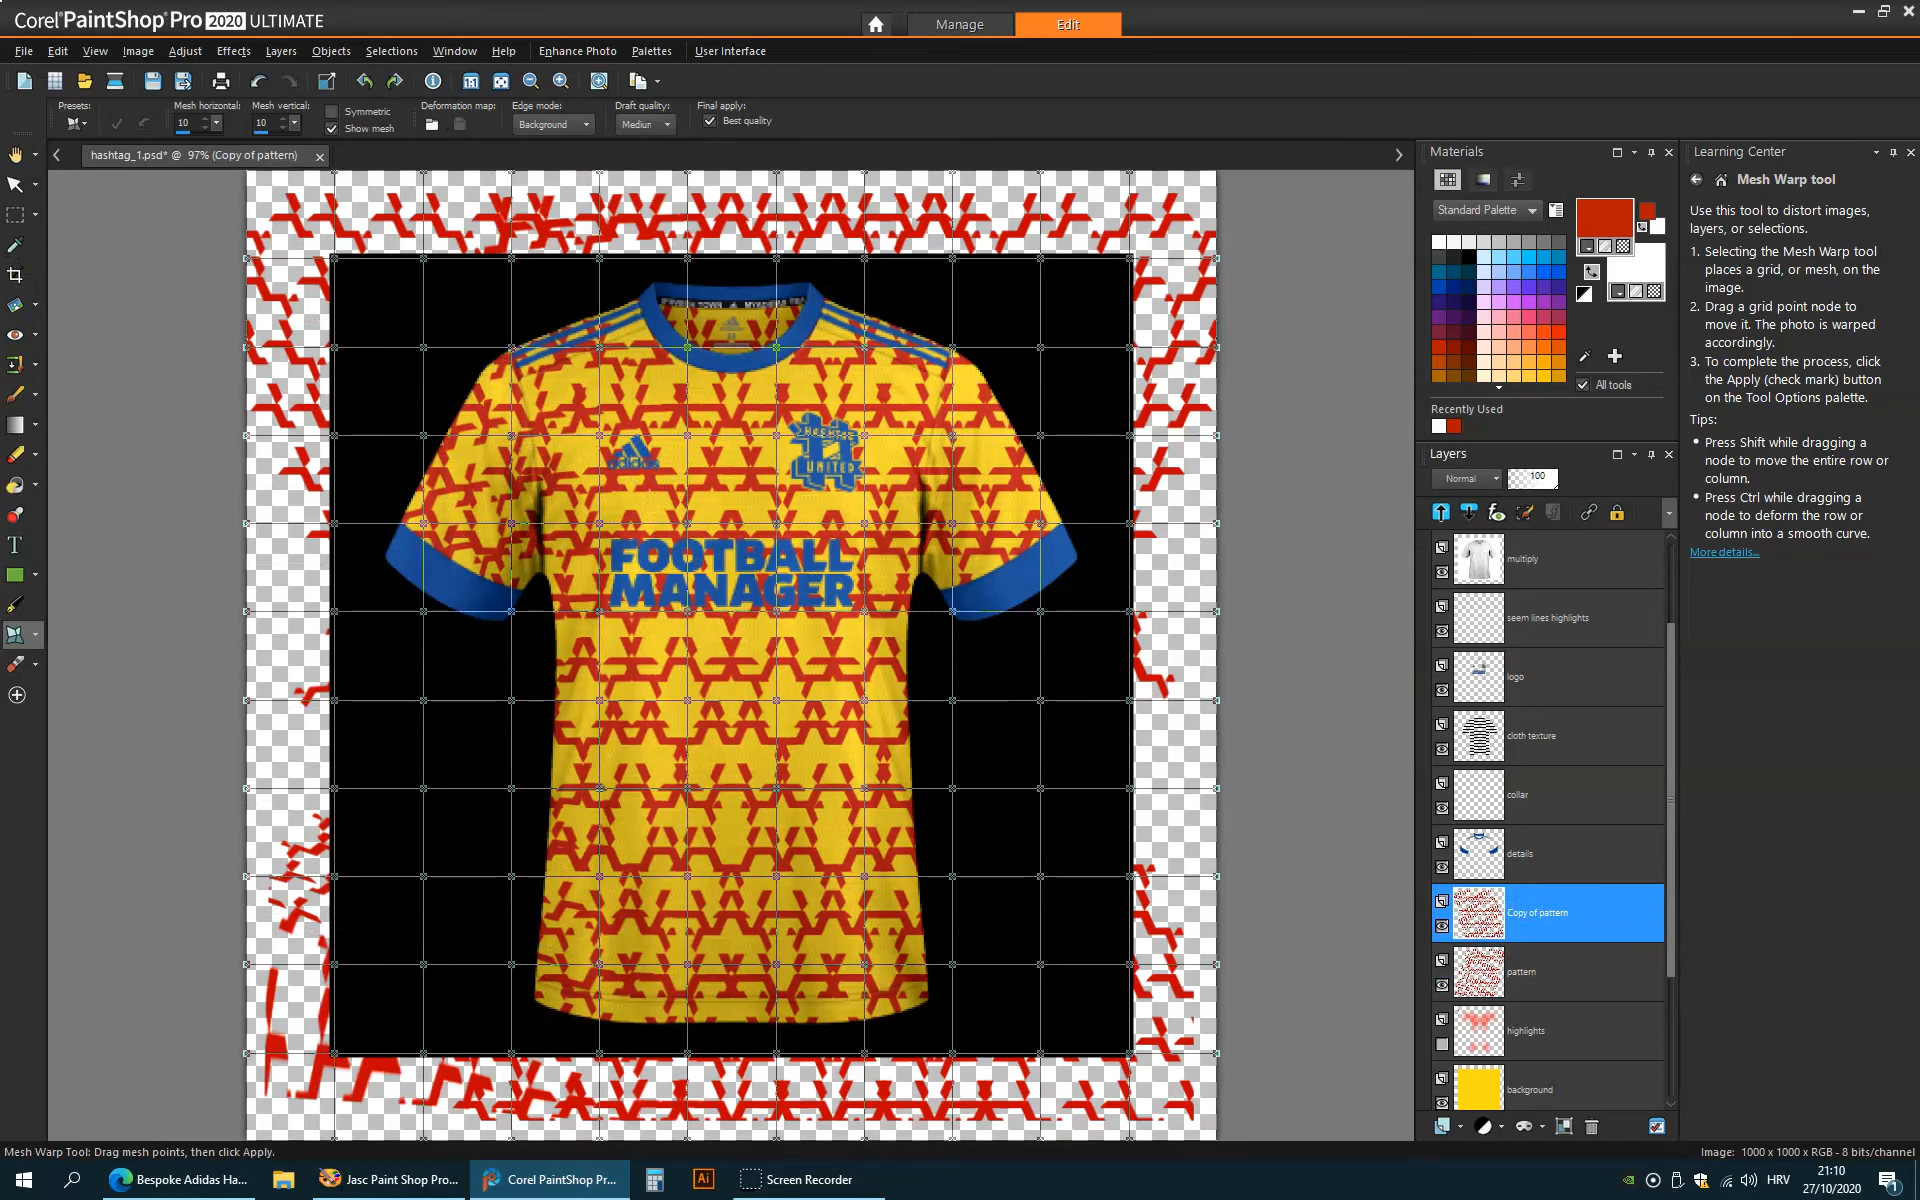 Corel PaintShop Pro 2020 ULTIMATE
Manage
Edit
File Edit View Image Adjust Effects Layers Objects Selections Window Help Enhance Photo Palettes User Interface
Presets:
Mesh horizontal:
10
Mesh vertical:
10
Symmetric
Show mesh
Deformation map:
Edge mode:
Background
Draft quality:
Mediur
Final apply:
Best quality
hashtag_1.psd* @ 97% (Copy of pattern)
adidas
HASHTAG
UNITED
FOOTBALL
MANAGER
Materials
Standard Palette
All tools
Recently Used
Layers
Normal
100
multiply
seem lines highlights
logo
cloth texture
collar
details
Copy of pattern
pattern
highlights
background
Learning Center
Mesh Warp tool
Use this tool to distort images,
layers, or selections.
1. Selecting the Mesh Warp tool
places a grid, or mesh, on the
image.
2. Drag a grid point node to
move it. The photo is warped
accordingly.
3. To complete the process, click
the Apply (check mark) button
on the Tool Options palette.
Tips:
• Press Shift while dragging a
node to move the entire row or
column.
• Press Ctrl while dragging a
node to deform the row or
column into a smooth curve.
More details...
Mesh Warp Tool: Drag mesh points, then click Apply.
Image: 1000 x 1000 x RGB - 8 bits/channel
Bespoke Adidas Ha...
Jasc Paint Shop Pro...
Corel PaintShop Pr...
Ai
Screen Recorder
HRV
21:10
27/10/2020
1